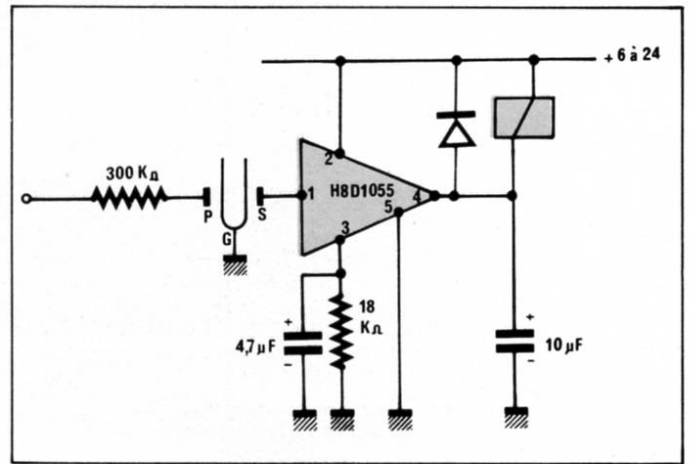 + 6 à 24
300 KΩ
P
G
S
1
2
H8D1055
4
5
3
+
4,7 µF
-
18
KΩ
+
10 µF
-